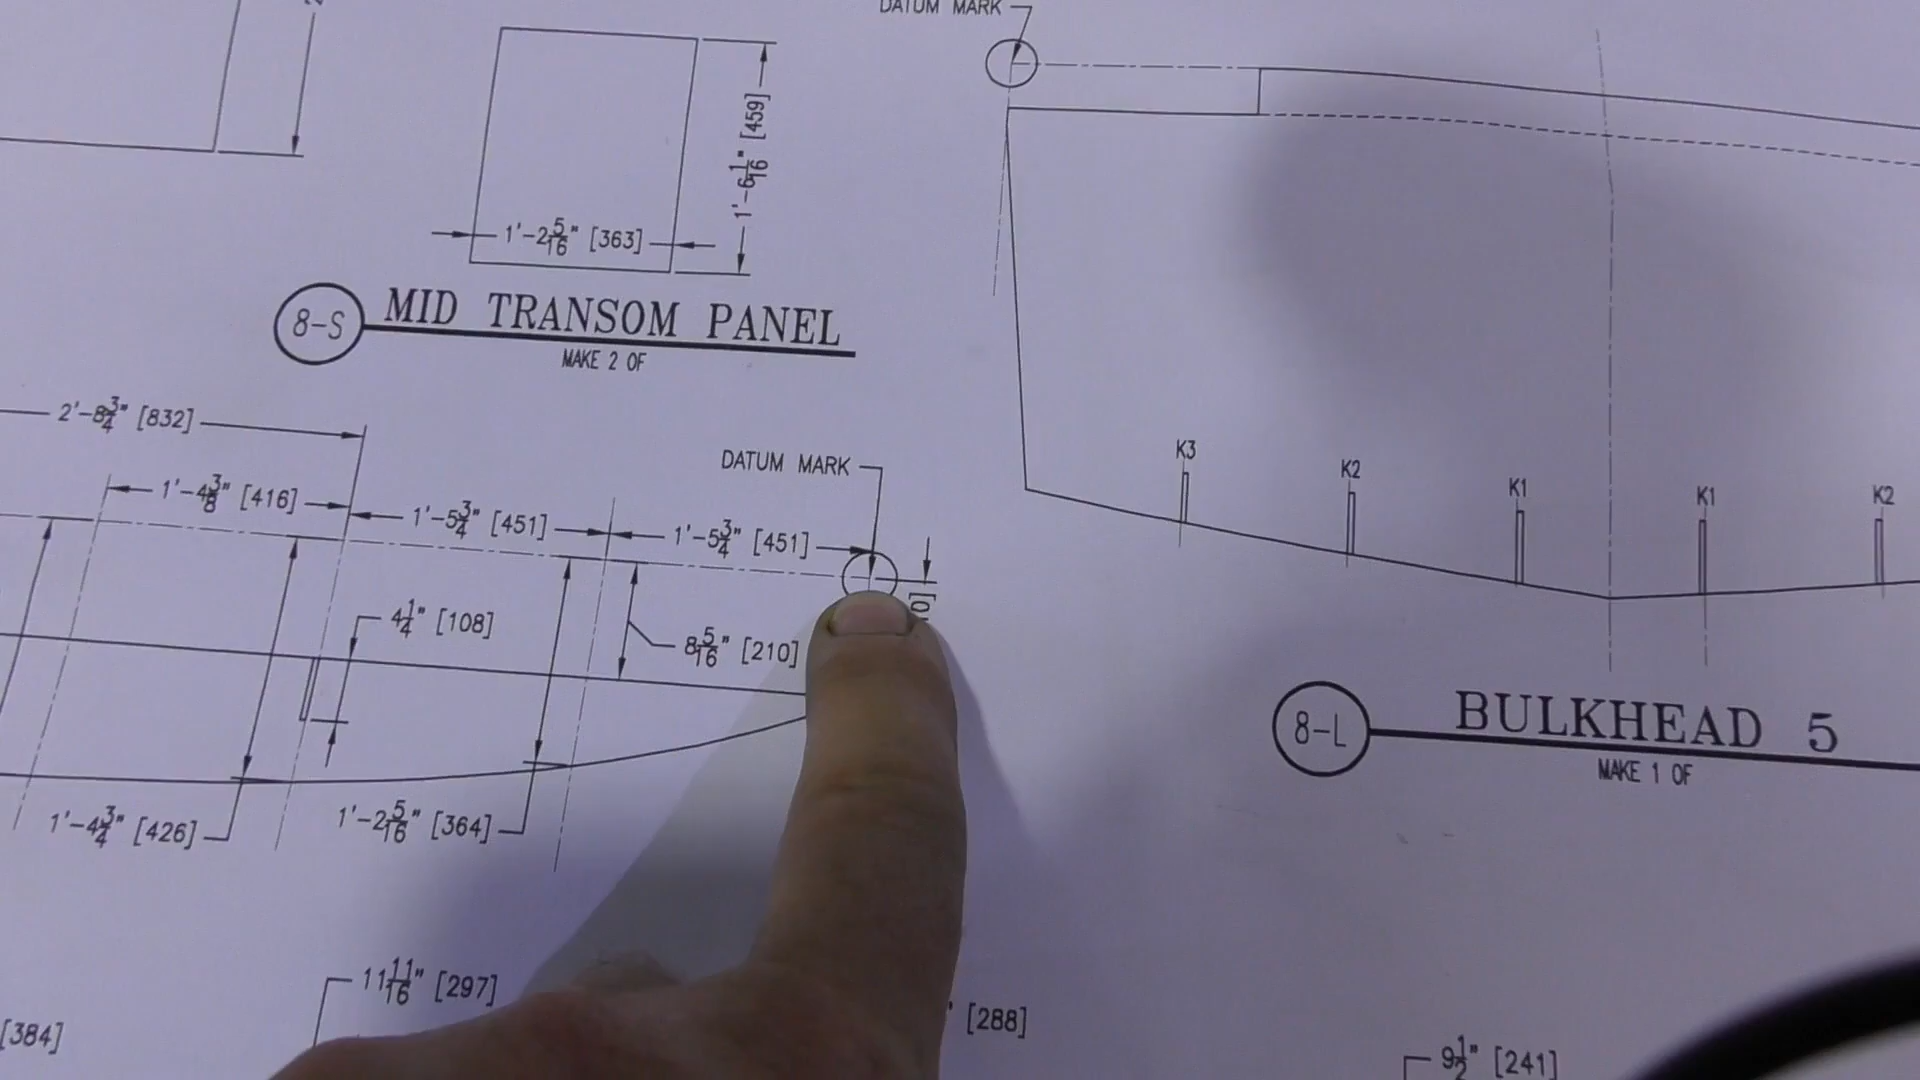 DATUM MARK
1'-6 1/16" [459]
1'-2 5/16" [363]
8-S MID TRANSOM PANEL
MAKE 2 OF
2'-8 3/4" [832]
DATUM MARK
1'-4 3/8" [416]
1'-5 3/4" [451]
1'-5 3/4" [451]
4 1/4" [108]
8 5/16" [210]
1'-4 3/4" [426]
1'-2 5/16" [364]
K3
K2
K1
K1
K2
8-L BULKHEAD 5
MAKE 1 OF
11 11/16" [297]
[384]
[288]
9 1/2" [241]